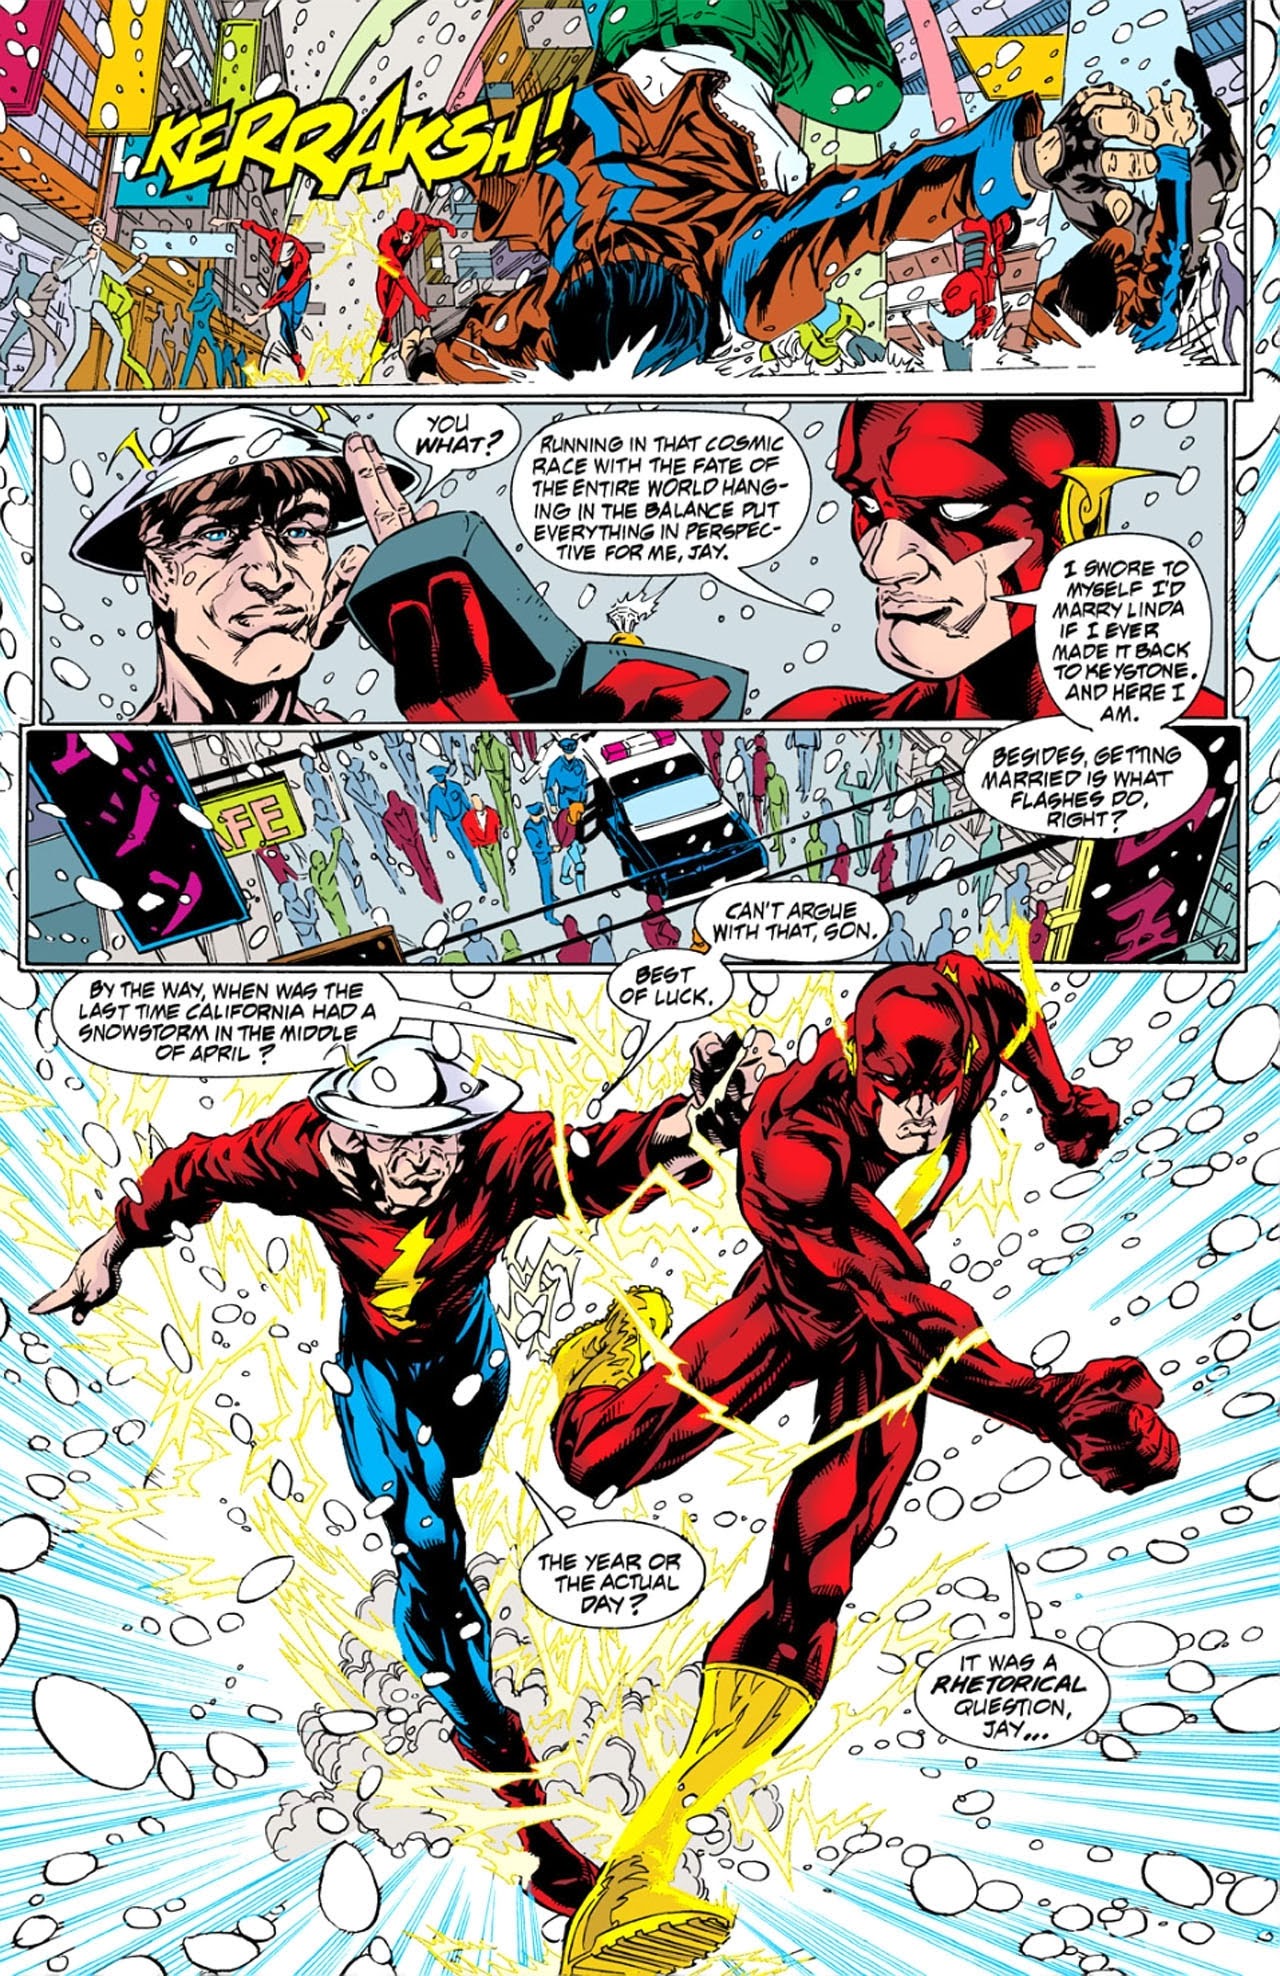 KERRAKSH!
YOU
WHAT?
RUNNING IN THAT COSMIC
RACE WITH THE FATE OF
THE ENTIRE WORLD HANG-
ING IN THE BALANCE PUT
EVERYTHING IN PERSPEC-
TIVE FOR ME, JAY.
I SWORE TO
MYSELF I'D
MARRY LINDA
IF I EVER
MADE IT BACK
TO KEYSTONE.
AND HERE I
AM.
BESIDES, GETTING
MARRIED IS WHAT
FLASHES DO,
RIGHT?
FE
CAN'T ARGUE
WITH THAT, SON.
BEST
OF LUCK.
BY THE WAY, WHEN WAS THE
LAST TIME CALIFORNIA HAD A
SNOWSTORM IN THE MIDDLE
OF APRIL?
THE YEAR OR
THE ACTUAL
DAY?
IT WAS A
RHETORICAL
QUESTION,
JAY...